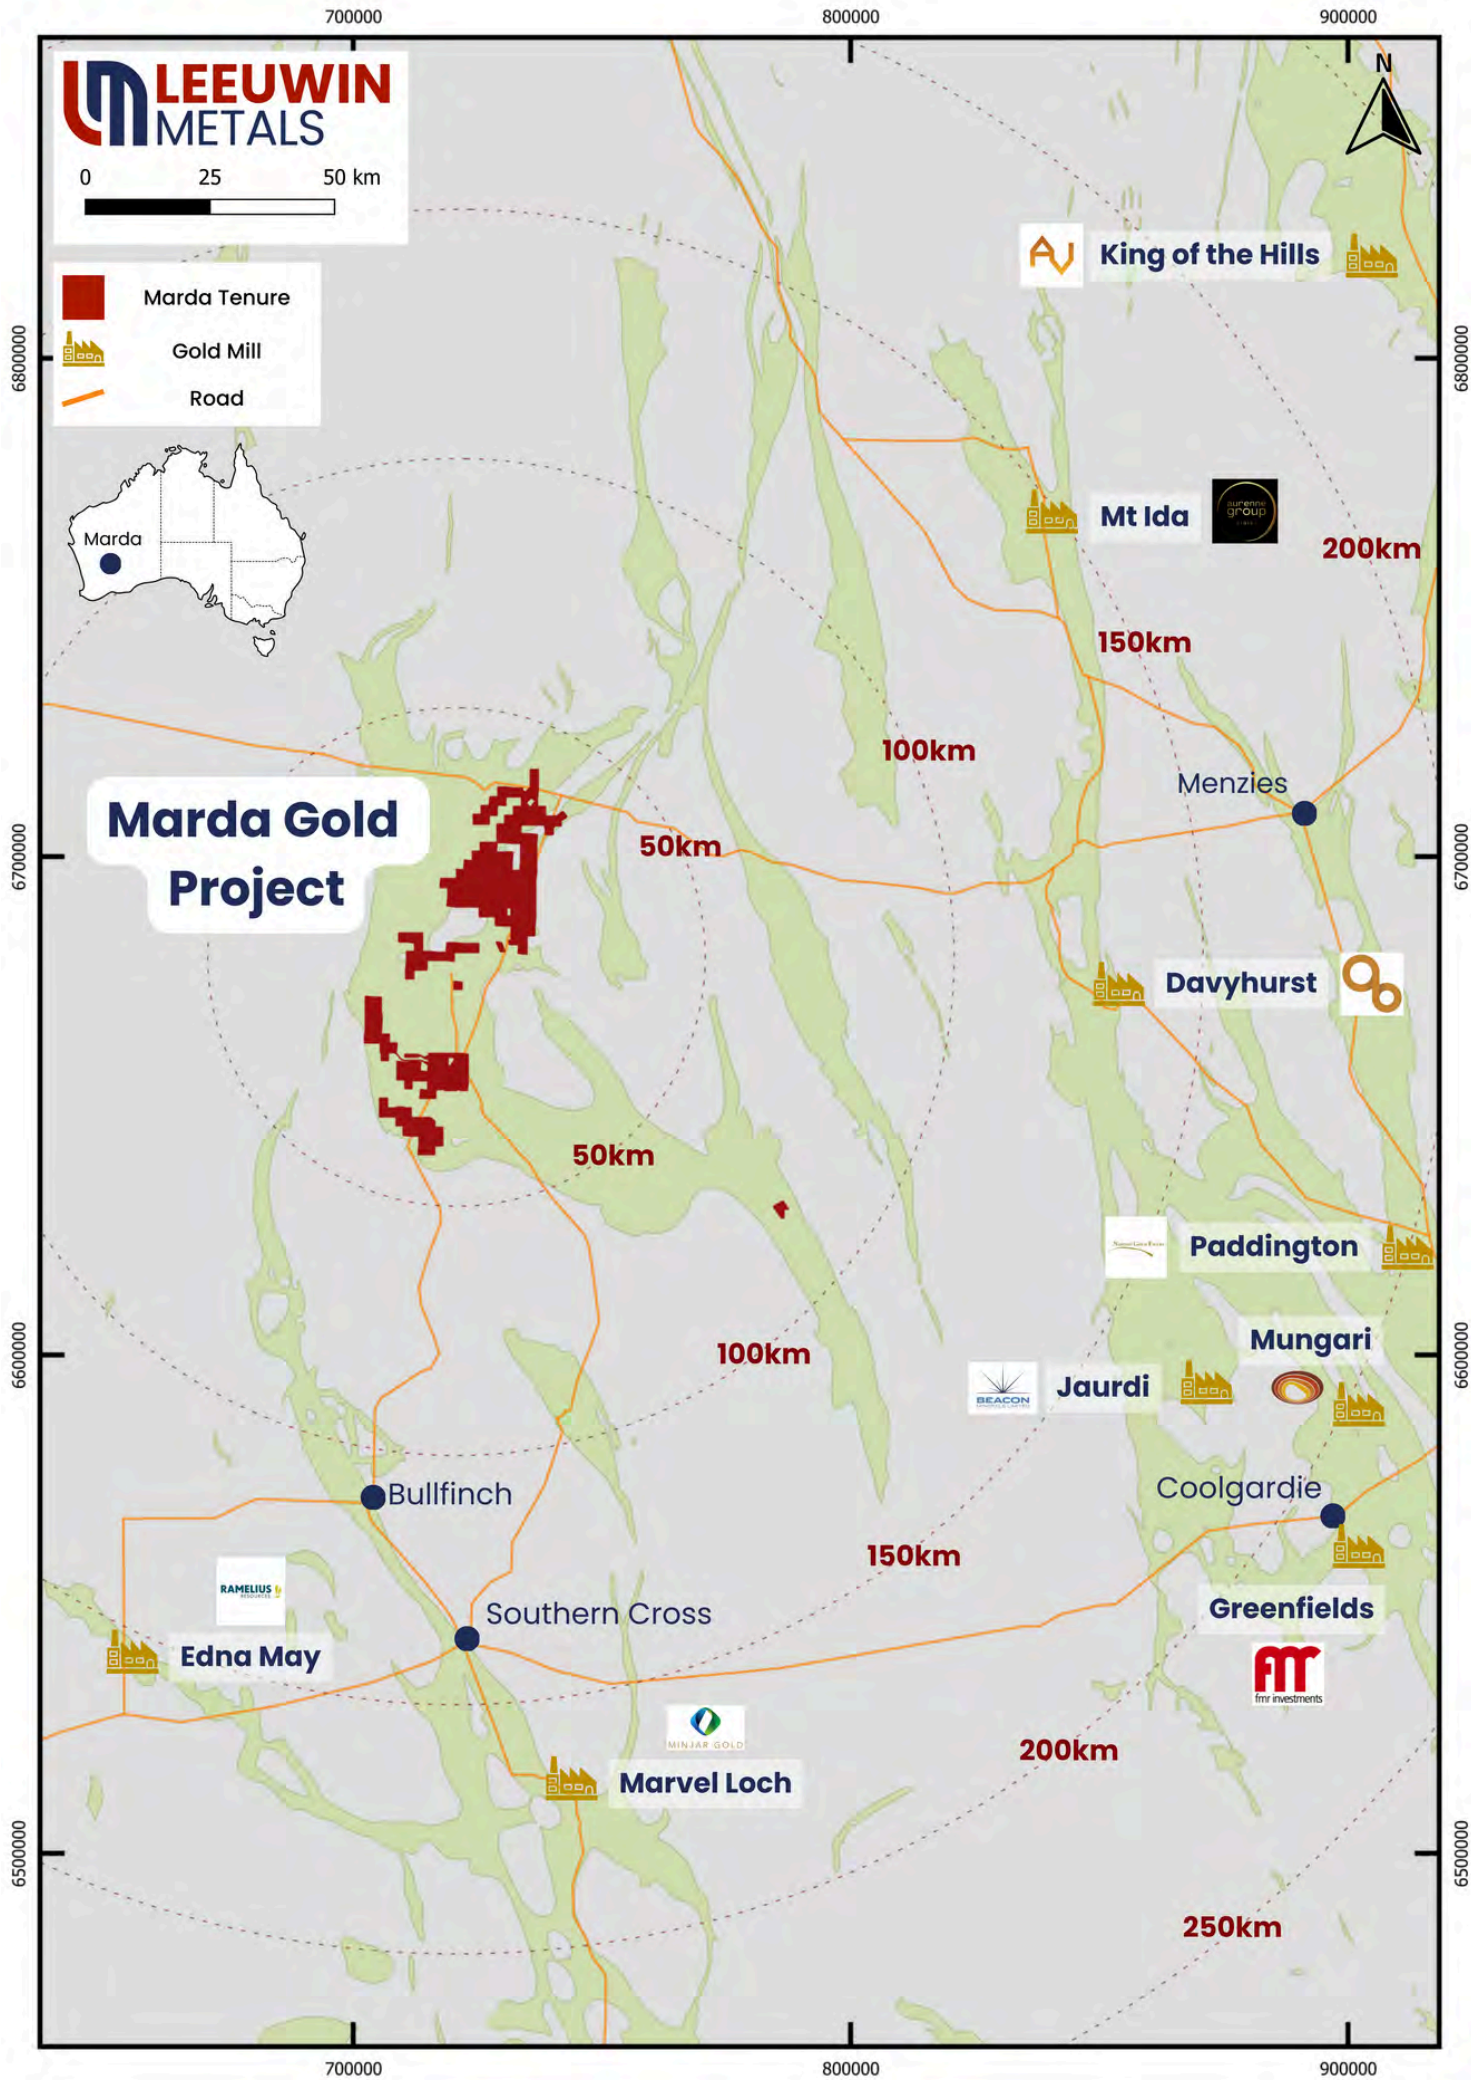 700000
800000
900000
LEEUWIN
METALS
0 25 50 km
N
King of the Hills
Marda Tenure
Gold Mill
Road
6800000
6800000
Marda
Mt Ida
aurenne
group
200km
150km
100km
Menzies
Marda Gold
Project
50km
6700000
6700000
Davyhurst
50km
Paddington
Mungari
100km
6600000
6600000
BEACON
Jaurdi
Bullfinch
Coolgardie
150km
RAMELIUS
RESOURCES
Southern Cross
Greenfields
Edna May
fmr investments
MINJAR GOLD
200km
Marvel Loch
6500000
6500000
250km
700000
800000
900000